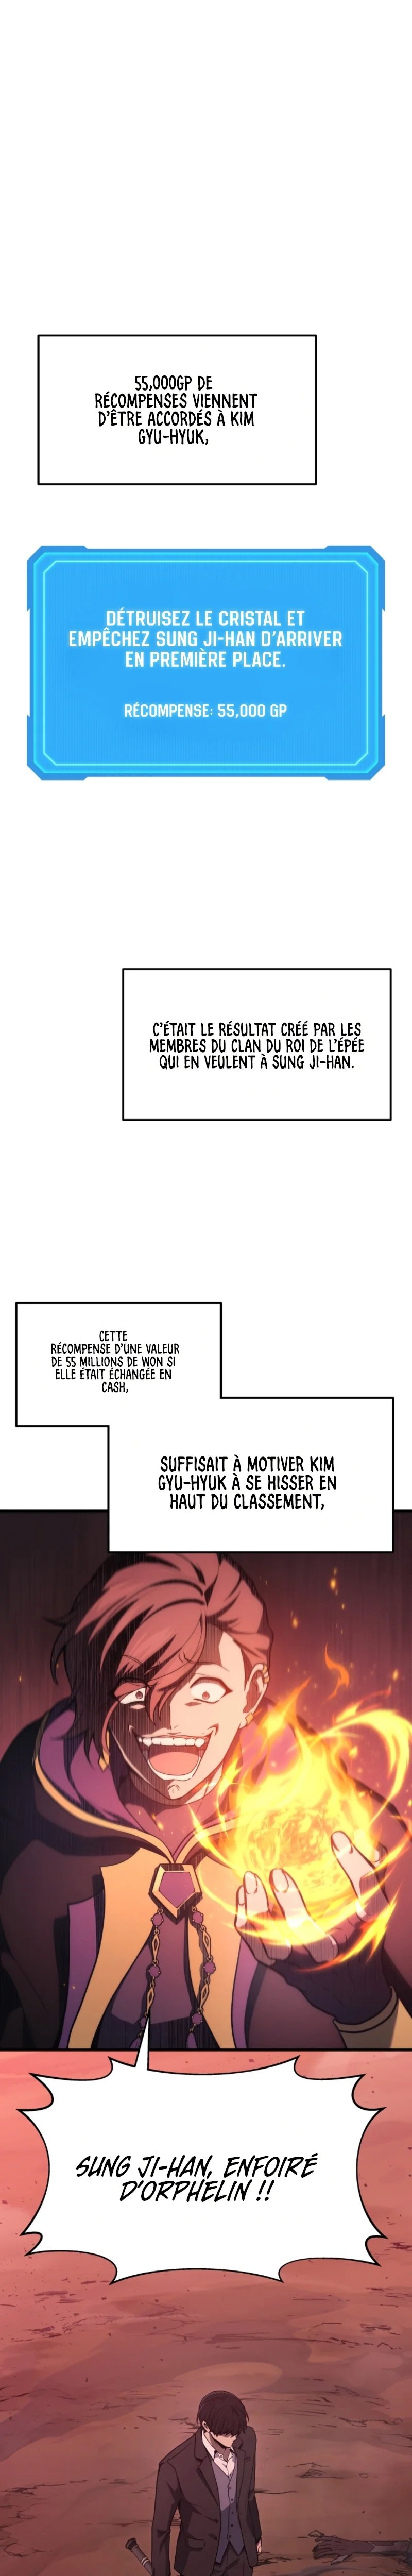 55,000GP DE
RÉCOMPENSES VIENNENT
D'ÊTRE ACCORDÉS À KIM
GYU-HYUK,
DÉTRUISEZ LE CRISTAL ET
EMPÊCHEZ SUNG JI-HAN D'ARRIVER
EN PREMIÈRE PLACE.
RÉCOMPENSE: 55,000 GP
C'ÉTAIT LE RÉSULTAT CRÉÉ PAR LES
MEMBRES DU CLAN DU ROI DE L'ÉPÉE
QUI EN VEULENT À SUNG JI-HAN.
CETTE
RÉCOMPENSE D'UNE VALEUR
DE 55 MILLIONS DE WON SI
ELLE ÉTAIT ÉCHANGÉE EN
CASH,
SUFFISAIT À MOTIVER KIM
GYU-HYUK À SE HISSER EN
HAUT DU CLASSEMENT,
SUNG JI-HAN, ENFOIRÉ
D'ORPHELIN !!